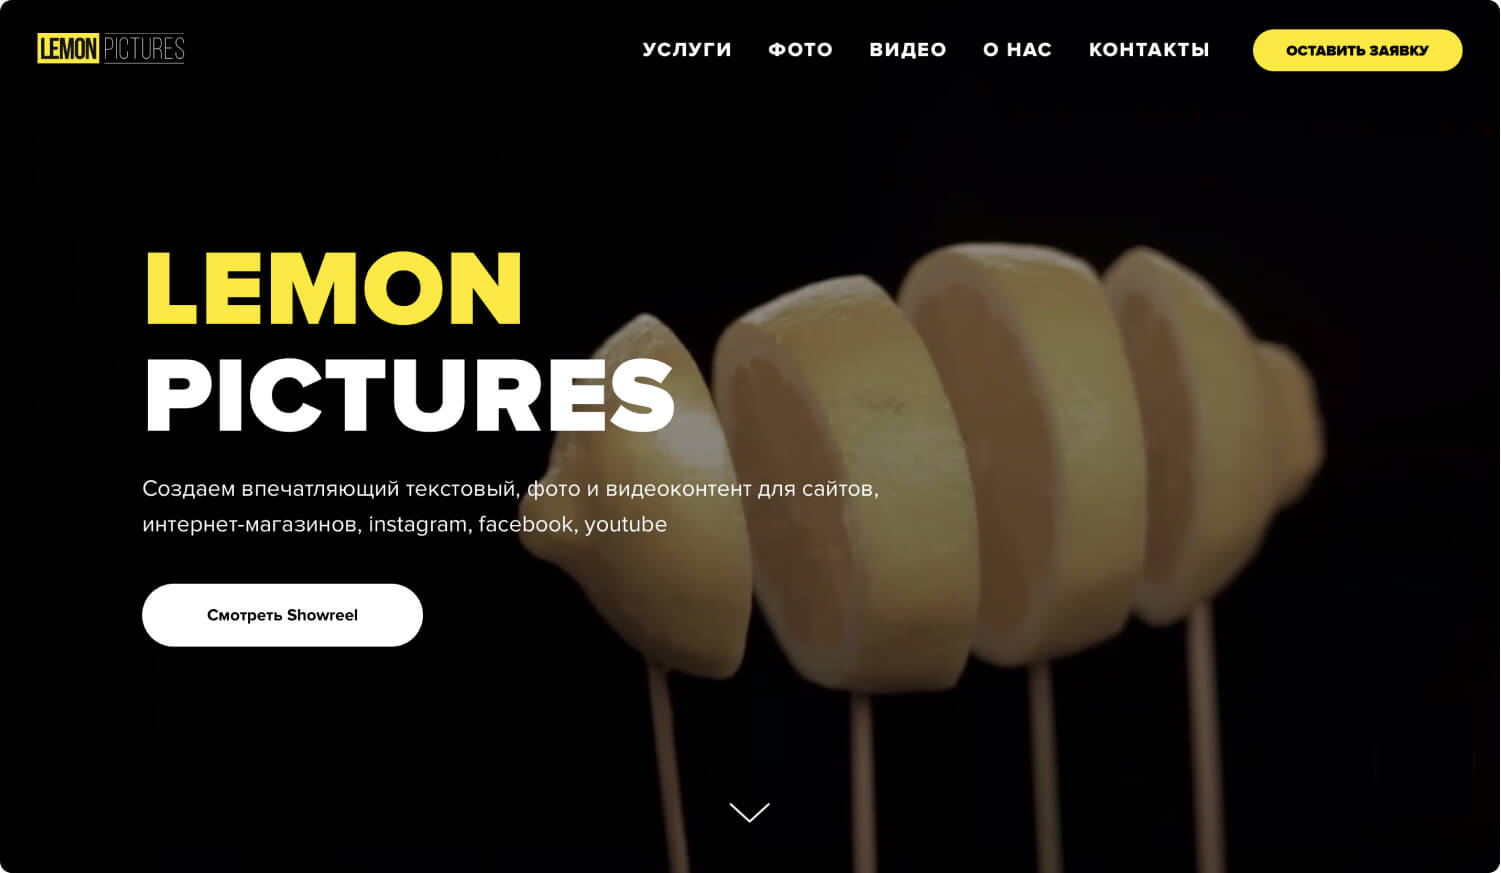 LEMON PICTURES
УСЛУГИ ФОТО ВИДЕО О НАС КОНТАКТЫ ОСТАВИТЬ ЗАЯВКУ
LEMON
PICTURES
Создаем впечатляющий текстовый, фото и видеоконтент для сайтов,
интернет-магазинов, instagram, facebook, youtube
Смотреть Showreel